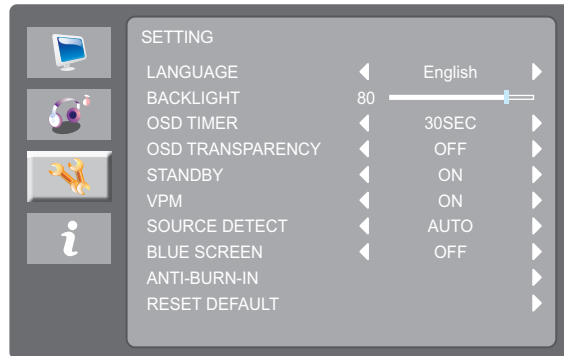 SETTING
LANGUAGE English
BACKLIGHT 80
OSD TIMER 30SEC
OSD TRANSPARENCY OFF
STANDBY ON
VPM ON
SOURCE DETECT AUTO
BLUE SCREEN OFF
ANTI-BURN-IN
RESET DEFAULT
i